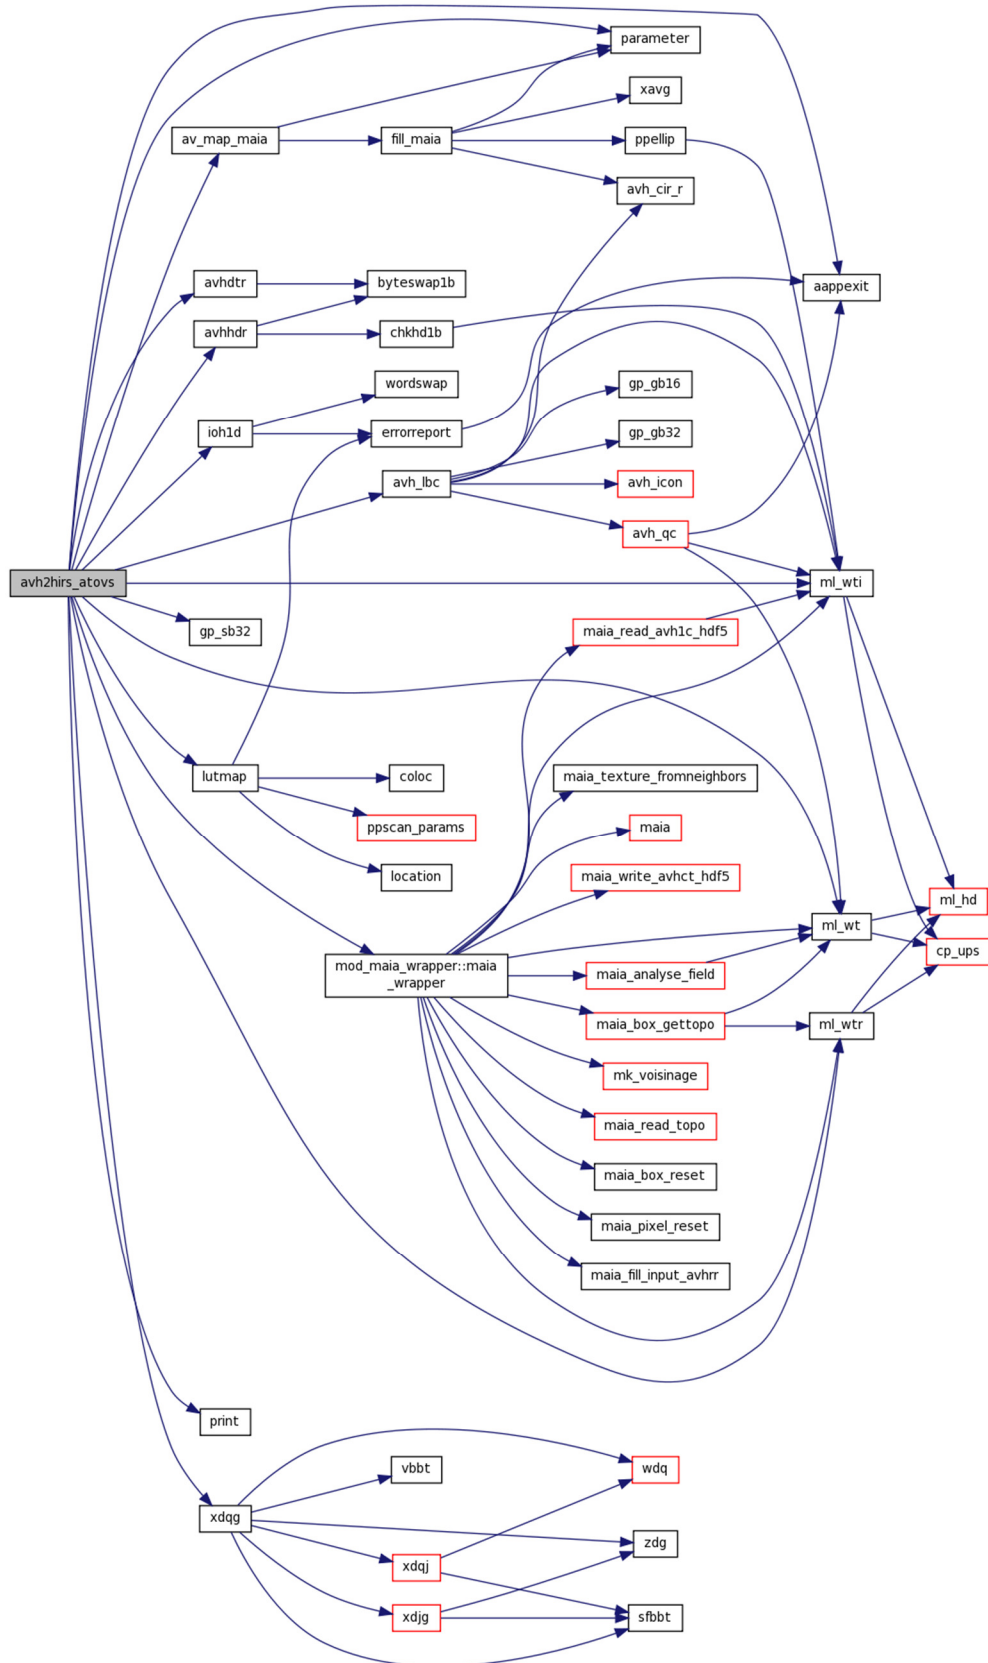 parameter
xavg
av_map_maia
fill_maia
ppellip
avh_cir_r
avhdtr
byteswap1b
aappexit
avhhdr
chkhd1b
wordswap
gp_gb16
ioh1d
errorreport
gp_gb32
avh_lbc
avh_icon
avh_qc
avh2hirs_atovs
ml_wti
gp_sb32
maia_read_avh1c_hdf5
lutmap
coloc
maia_texture_fromneighbors
ppscan_params
maia
location
maia_write_avhct_hdf5
ml_hd
ml_wt
cp_ups
mod_maia_wrapper::maia
_wrapper
maia_analyse_field
maia_box_gettopo
ml_wtr
mk_voisinage
maia_read_topo
maia_box_reset
maia_pixel_reset
maia_fill_input_avhrr
print
vbbt
wdq
xdqg
zdg
xdqj
xdjg
sfbbt